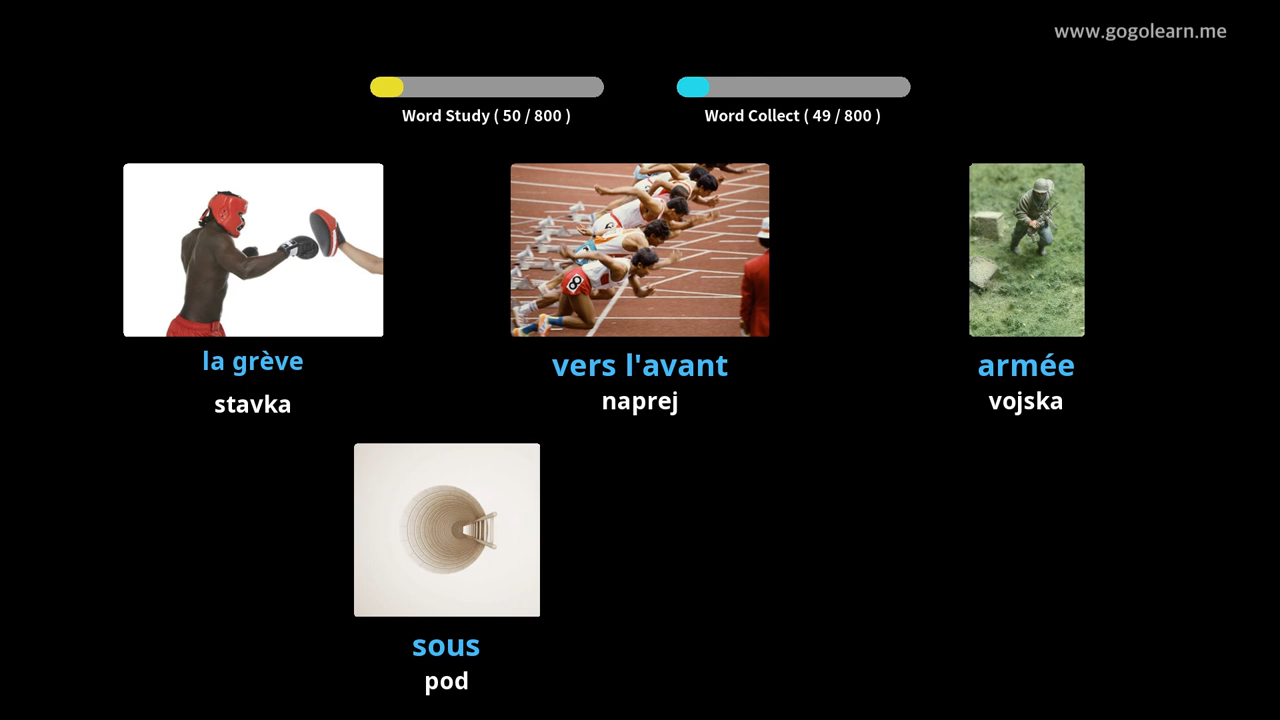 www.gogolearn.me
Word Study ( 50 / 800 )
Word Collect ( 49 / 800 )
la grève
stavka
vers l'avant
naprej
armée
vojska
sous
pod